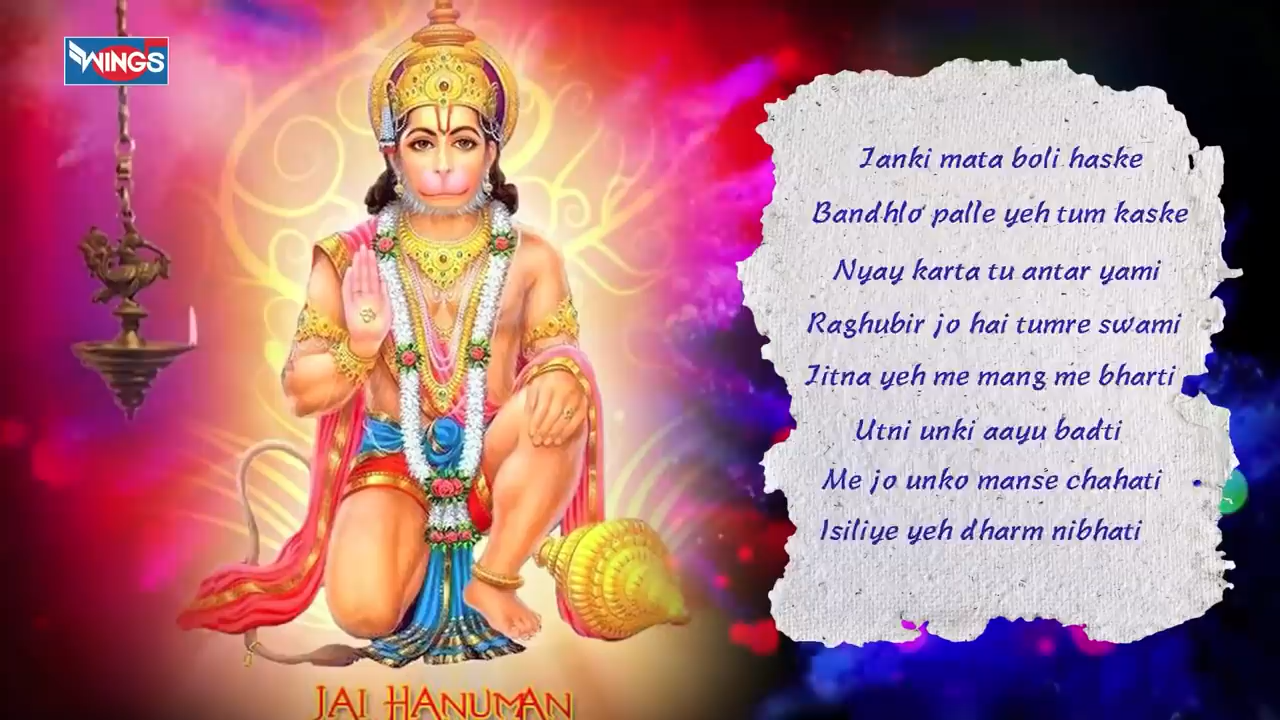 WINGS
Janki mata boli haske
Bandhlo palle yeh tum kaske
Nyay karta tu antar yami
Raghubir jo hai tumre swami
Jitna yeh me mang me bharti
Utni unki aayu badti
Me jo unko manse chahati
Isiliye yeh dharm nibhati
JAI HANUMAN